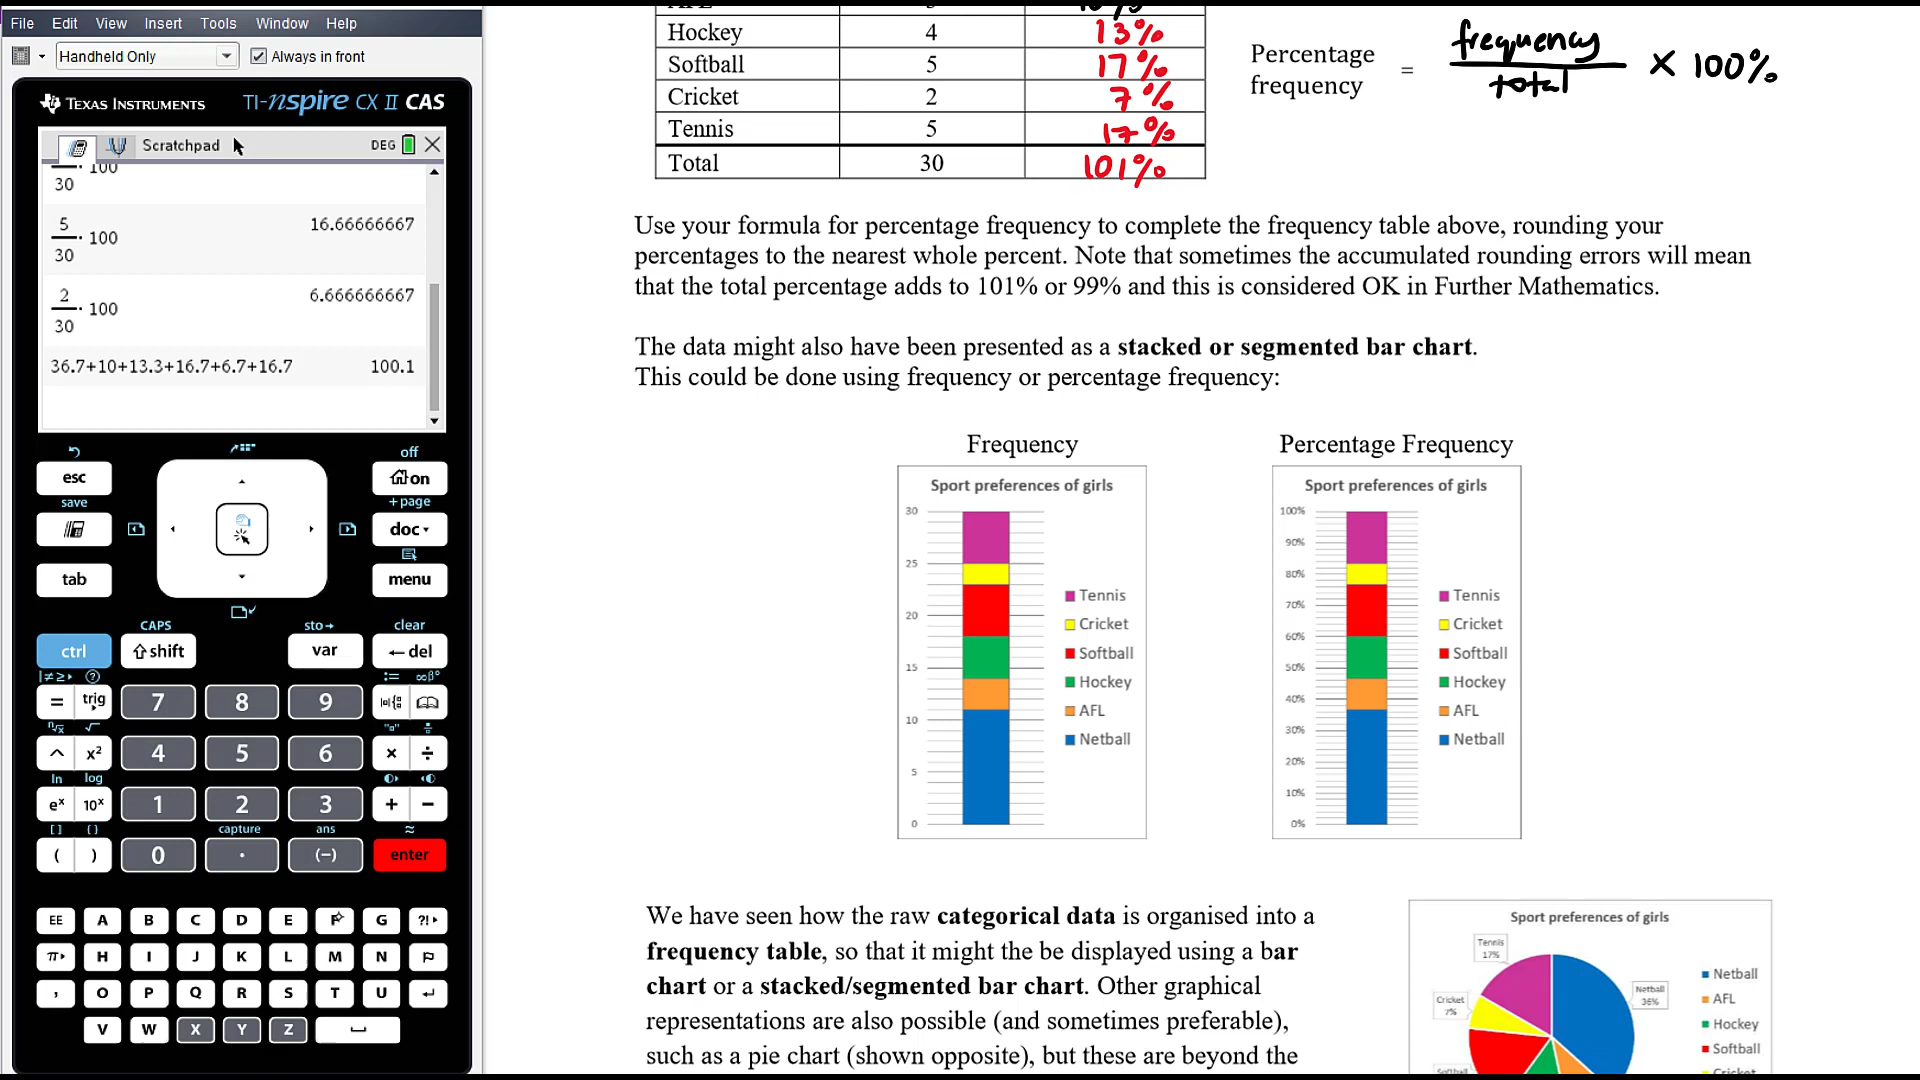 File Edit View Insert Tools Window Help
Handheld Only Always in front
TEXAS INSTRUMENTS TI-nspire CX II CAS
Scratchpad DEG
30 · 100
5/30 · 100 16.66666667
2/30 · 100 6.666666667
36.7+10+13.3+16.7+6.7+16.7 100.1
off
esc on
save +page
doc
tab menu
CAPS sto→ clear
ctrl shift var ←del
= trig 7 8 9
^ x² 4 5 6 × ÷
ln log
eˣ 10ˣ 1 2 3 + −
[ ] { } capture ans ≈
( ) 0 . (−) enter
EE A B C D E F G ?!▸
π▸ H I J K L M N
, O P Q R S T U
V W X Y Z
Hockey 4 13%
Softball 5 17%
Cricket 2 7%
Tennis 5 17%
Total 30 101%
Percentage frequency = frequency/total × 100%
Use your formula for percentage frequency to complete the frequency table above, rounding your
percentages to the nearest whole percent. Note that sometimes the accumulated rounding errors will mean
that the total percentage adds to 101% or 99% and this is considered OK in Further Mathematics.
The data might also have been presented as a stacked or segmented bar chart.
This could be done using frequency or percentage frequency:
Frequency
Sport preferences of girls
30
25
20
15
10
5
0
Tennis
Cricket
Softball
Hockey
AFL
Netball
Percentage Frequency
Sport preferences of girls
100%
90%
80%
70%
60%
50%
40%
30%
20%
10%
0%
Tennis
Cricket
Softball
Hockey
AFL
Netball
We have seen how the raw categorical data is organised into a
frequency table, so that it might the be displayed using a bar
chart or a stacked/segmented bar chart. Other graphical
representations are also possible (and sometimes preferable),
such as a pie chart (shown opposite), but these are beyond the
Sport preferences of girls
Tennis
17%
Netball
36%
Cricket
7%
Netball
AFL
Hockey
Softball
Cricket